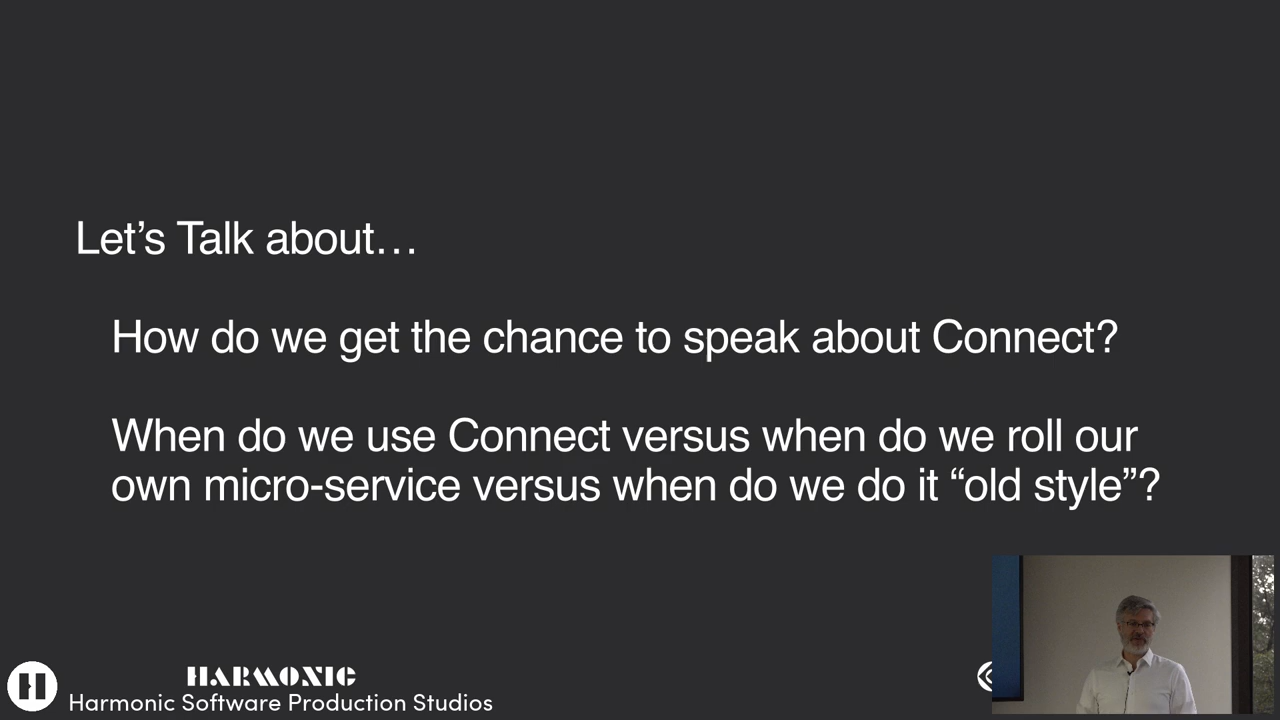 Let’s Talk about…
How do we get the chance to speak about Connect?
When do we use Connect versus when do we roll our
own micro-service versus when do we do it “old style”?
HARMONIC
Harmonic Software Production Studios